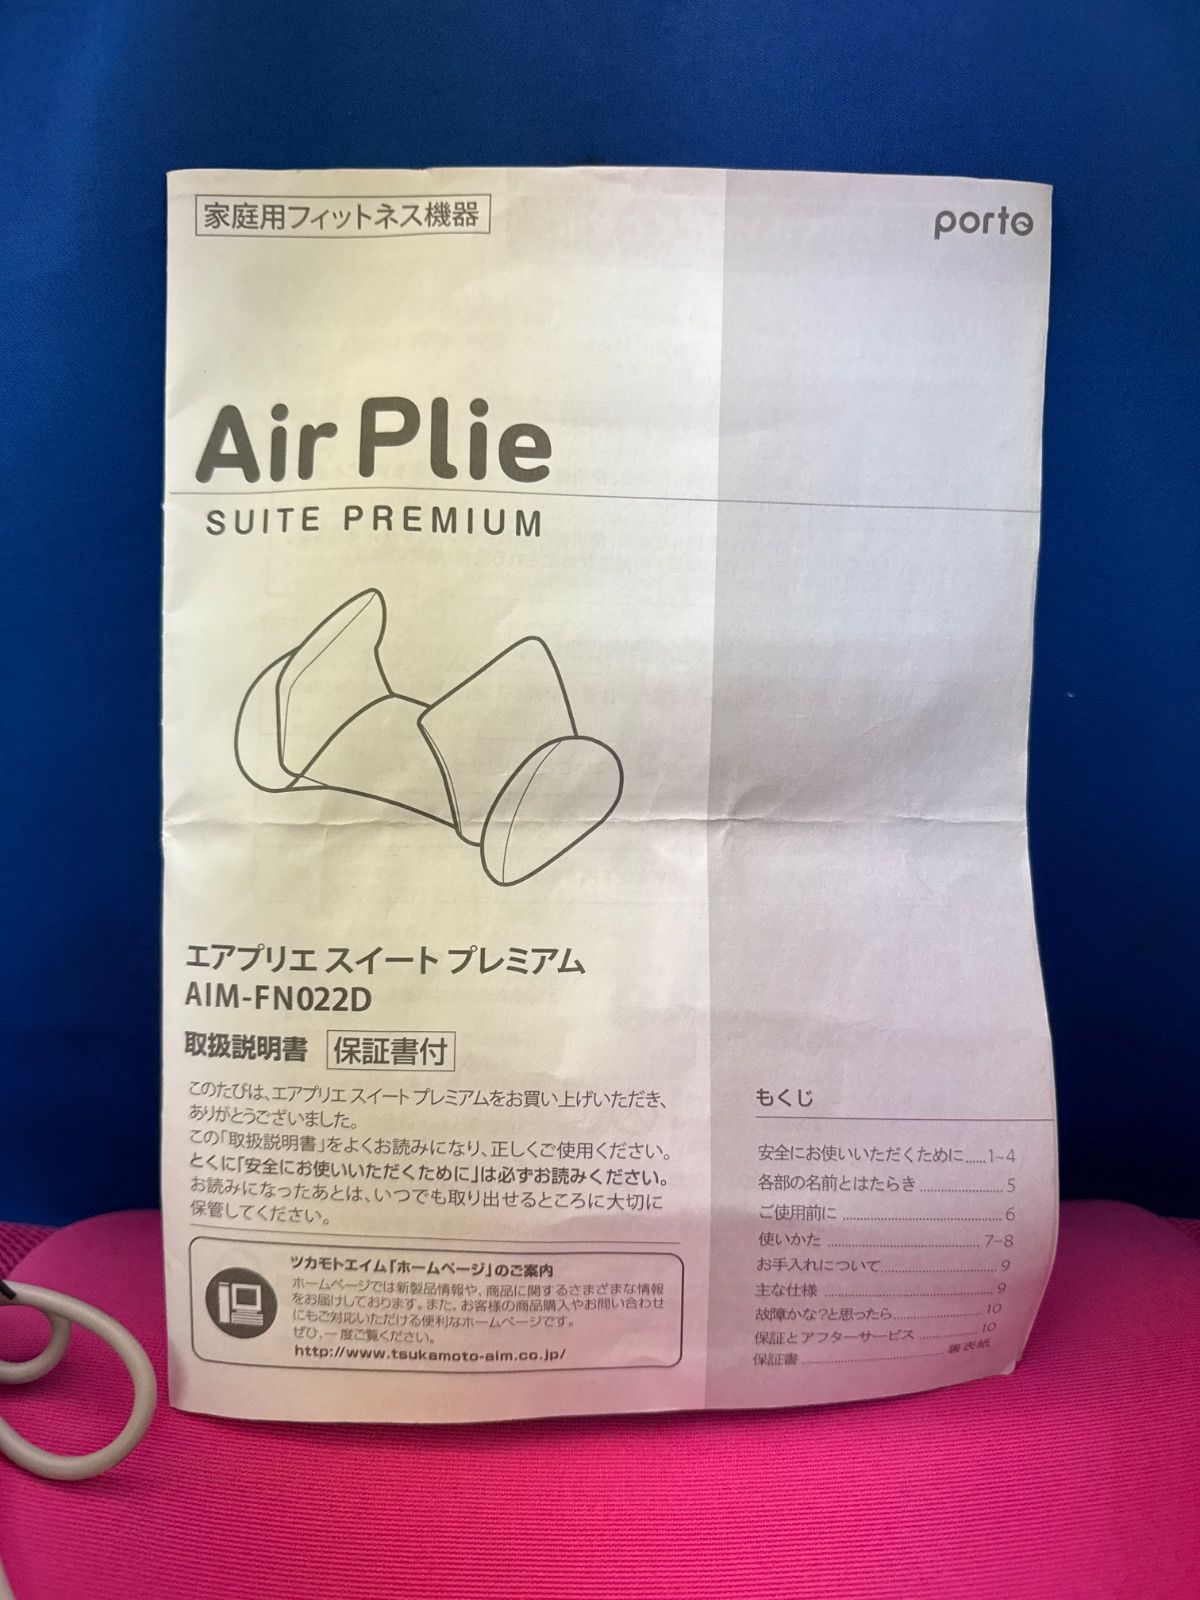 家庭用フィットネス機器
porto
Air Plie
SUITE PREMIUM
エアプリエ スイート プレミアム
AIM-FN022D
取扱説明書 保証書付
このたびは、エアプリエ スイート プレミアムをお買い上げいただき、
ありがとうございました。
この「取扱説明書」をよくお読みになり、正しくご使用ください。
とくに「安全にお使いいただくために」は必ずお読みください。
お読みになったあとは、いつでも取り出せるところに大切に
保管してください。
ツカモトエイム「ホームページ」のご案内
ホームページでは新製品情報や、商品に関するさまざまな情報
をお届けしております。また、お客様の商品購入やお問い合わせ
にもご対応いただける便利なホームページです。
ぜひ、一度ご覧ください。
http://www.tsukamoto-aim.co.jp/
もくじ
安全にお使いいただくために......1~4
各部の名前とはたらき....................5
ご使用前に....................................6
使いかた....................................7~8
お手入れについて..........................9
主な仕様........................................9
故障かな?と思ったら....................10
保証とアフターサービス................10
保証書....................................裏表紙